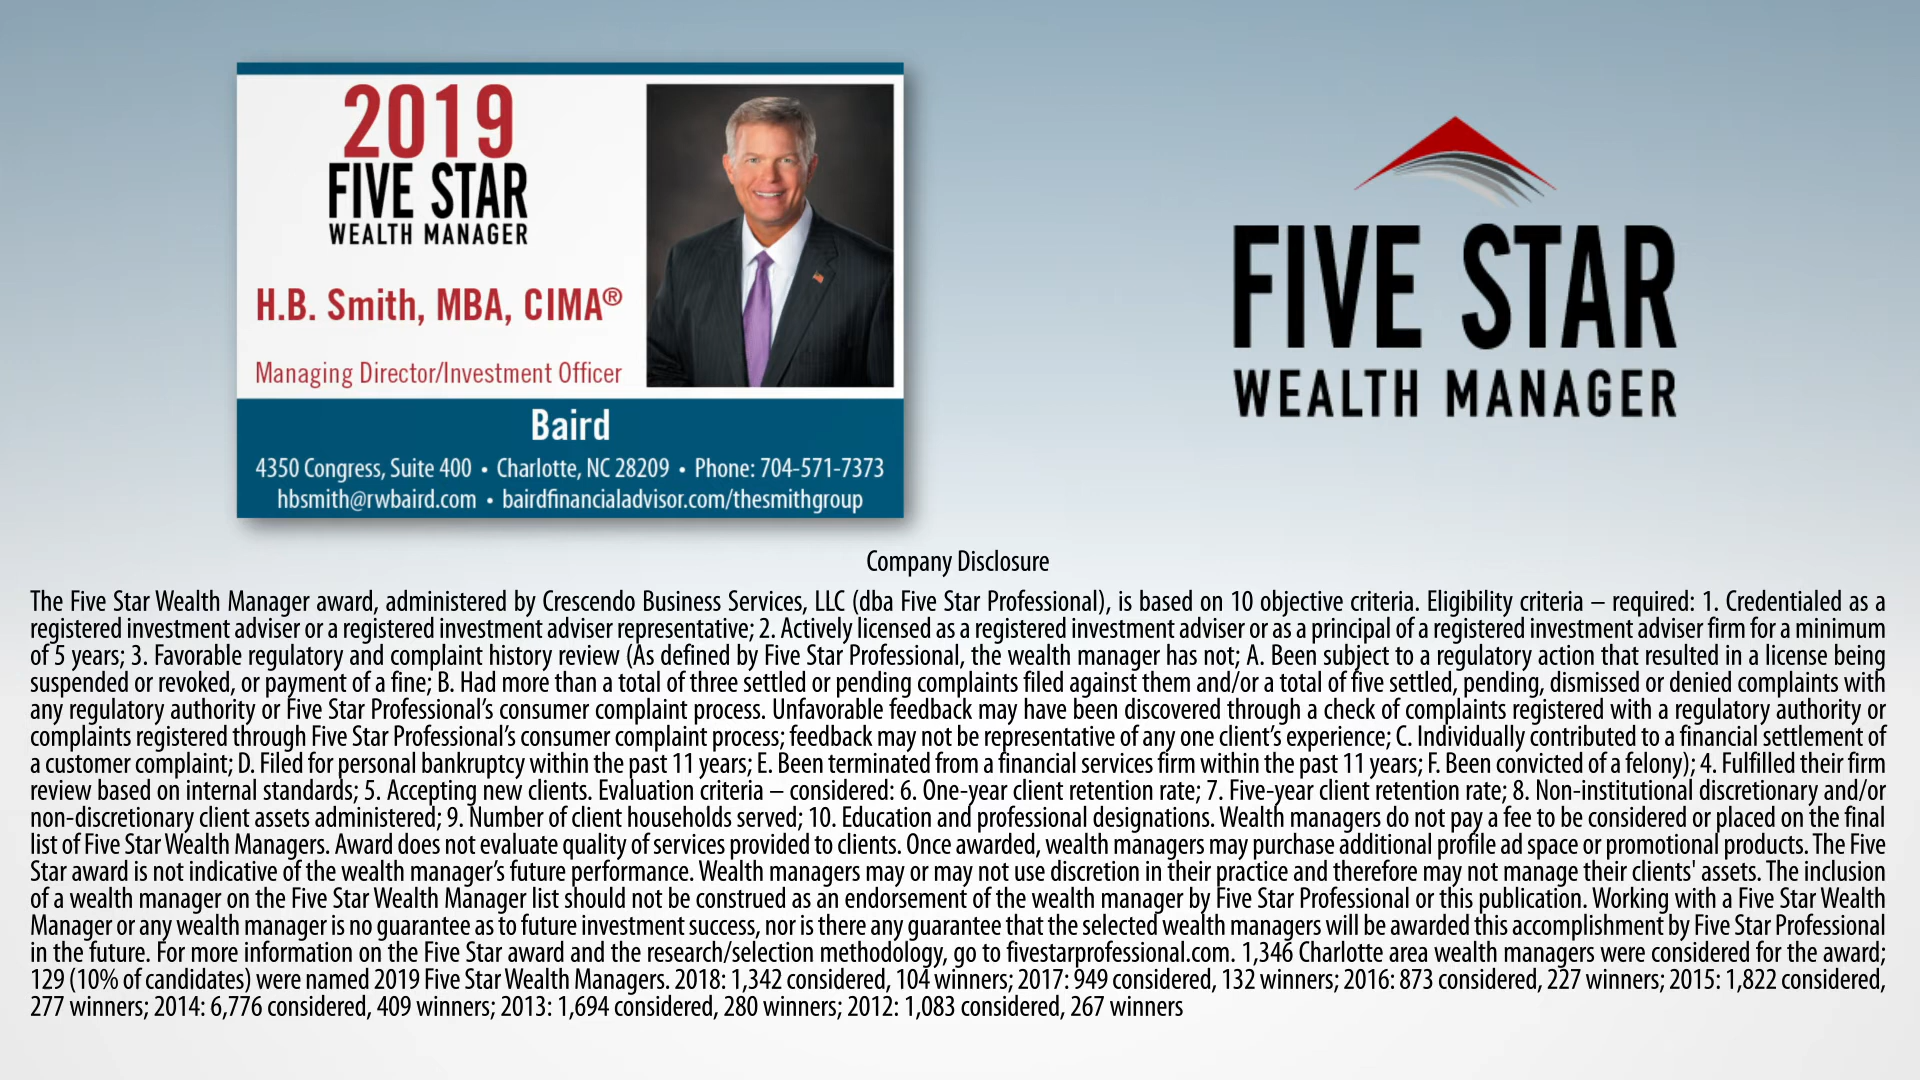 2019
FIVE STAR
WEALTH MANAGER
H.B. Smith, MBA, CIMA®
Managing Director/Investment Officer
Baird
4350 Congress, Suite 400 • Charlotte, NC 28209 • Phone: 704-571-7373
hbsmith@rwbaird.com • bairdfinancialadvisor.com/thesmithgroup
FIVE STAR
WEALTH MANAGER
Company Disclosure
The Five Star Wealth Manager award, administered by Crescendo Business Services, LLC (dba Five Star Professional), is based on 10 objective criteria. Eligibility criteria – required: 1. Credentialed as a
registered investment adviser or a registered investment adviser representative; 2. Actively licensed as a registered investment adviser or as a principal of a registered investment adviser firm for a minimum
of 5 years; 3. Favorable regulatory and complaint history review (As defined by Five Star Professional, the wealth manager has not; A. Been subject to a regulatory action that resulted in a license being
suspended or revoked, or payment of a fine; B. Had more than a total of three settled or pending complaints filed against them and/or a total of five settled, pending, dismissed or denied complaints with
any regulatory authority or Five Star Professional’s consumer complaint process. Unfavorable feedback may have been discovered through a check of complaints registered with a regulatory authority or
complaints registered through Five Star Professional’s consumer complaint process; feedback may not be representative of any one client’s experience; C. Individually contributed to a financial settlement of
a customer complaint; D. Filed for personal bankruptcy within the past 11 years; E. Been terminated from a financial services firm within the past 11 years; F. Been convicted of a felony); 4. Fulfilled their firm
review based on internal standards; 5. Accepting new clients. Evaluation criteria – considered: 6. One-year client retention rate; 7. Five-year client retention rate; 8. Non-institutional discretionary and/or
non-discretionary client assets administered; 9. Number of client households served; 10. Education and professional designations. Wealth managers do not pay a fee to be considered or placed on the final
list of Five Star Wealth Managers. Award does not evaluate quality of services provided to clients. Once awarded, wealth managers may purchase additional profile ad space or promotional products. The Five
Star award is not indicative of the wealth manager’s future performance. Wealth managers may or may not use discretion in their practice and therefore may not manage their clients' assets. The inclusion
of a wealth manager on the Five Star Wealth Manager list should not be construed as an endorsement of the wealth manager by Five Star Professional or this publication. Working with a Five Star Wealth
Manager or any wealth manager is no guarantee as to future investment success, nor is there any guarantee that the selected wealth managers will be awarded this accomplishment by Five Star Professional
in the future. For more information on the Five Star award and the research/selection methodology, go to fivestarprofessional.com. 1,346 Charlotte area wealth managers were considered for the award;
129 (10% of candidates) were named 2019 Five Star Wealth Managers. 2018: 1,342 considered, 104 winners; 2017: 949 considered, 132 winners; 2016: 873 considered, 227 winners; 2015: 1,822 considered,
277 winners; 2014: 6,776 considered, 409 winners; 2013: 1,694 considered, 280 winners; 2012: 1,083 considered, 267 winners